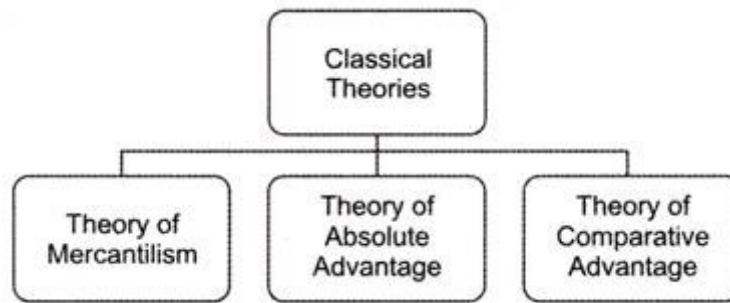 Classical
Theories
Theory of
Mercantilism
Theory of
Absolute
Advantage
Theory of
Comparative
Advantage